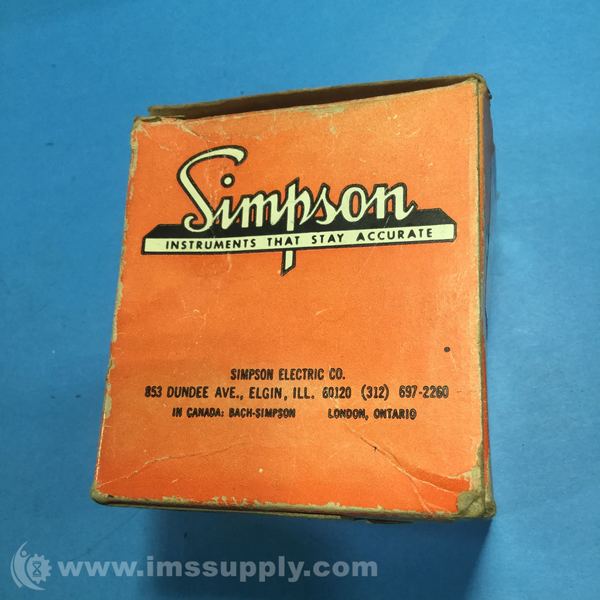 Simpson
INSTRUMENTS THAT STAY ACCURATE
SIMPSON ELECTRIC CO.
853 DUNDEE AVE., ELGIN, ILL. 60120 (312) 697-2260
IN CANADA: BACH-SIMPSON LONDON, ONTARIO
www.imssupply.com